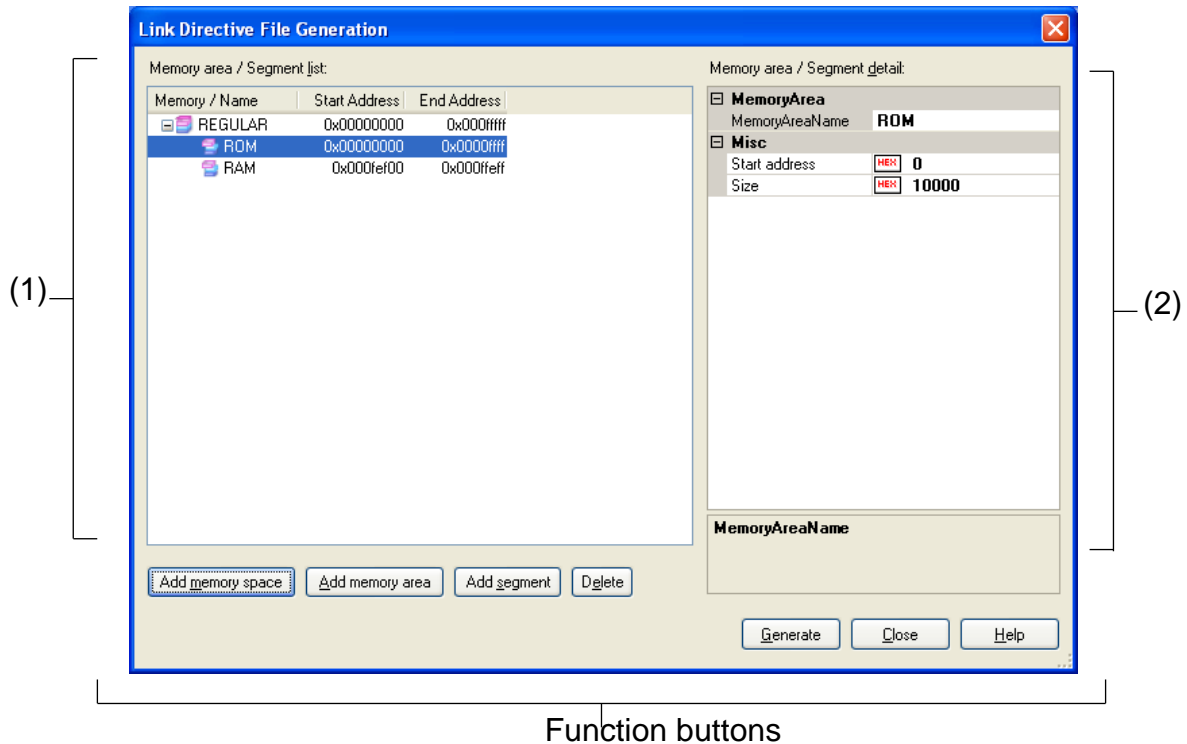 Link Directive File Generation
Memory area / Segment list:
Memory / Name Start Address End Address
REGULAR 0x00000000 0x000fffff
ROM 0x00000000 0x0000ffff
RAM 0x000fef00 0x000ffeff
Memory area / Segment detail:
MemoryArea
MemoryAreaName ROM
Misc
Start address HEX 0
Size HEX 10000
MemoryAreaName
(1)
(2)
Add memory space Add memory area Add segment Delete
Generate Close Help
Function buttons